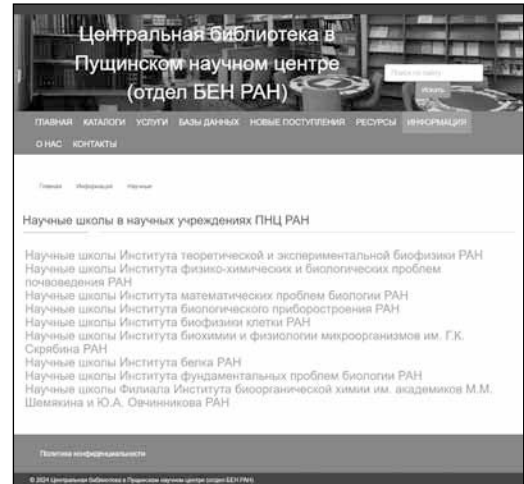 Центральная библиотека в
Пущинском научном центре
(отдел БЕН РАН)
Поиск по сайту
Искать
ГЛАВНАЯ КАТАЛОГИ УСЛУГИ БАЗЫ ДАННЫХ НОВЫЕ ПОСТУПЛЕНИЯ РЕСУРСЫ ИНФОРМАЦИЯ
О НАС КОНТАКТЫ
Главная Информация Научные
Научные школы в научных учреждениях ПНЦ РАН
Научные школы Института теоретической и экспериментальной биофизики РАН
Научные школы Института физико-химических и биологических проблем
почвоведения РАН
Научные школы Института математических проблем биологии РАН
Научные школы Института биологического приборостроения РАН
Научные школы Института биофизики клетки РАН
Научные школы Института биохимии и физиологии микроорганизмов им. Г.К.
Скрябина РАН
Научные школы Института белка РАН
Научные школы Института фундаментальных проблем биологии РАН
Научные школы Филиала Института биоорганической химии им. академиков М.М.
Шемякина и Ю.А. Овчинникова РАН
Политика конфиденциальности
© 2024 Центральная библиотека в Пущинском научном центре (отдел БЕН РАН)